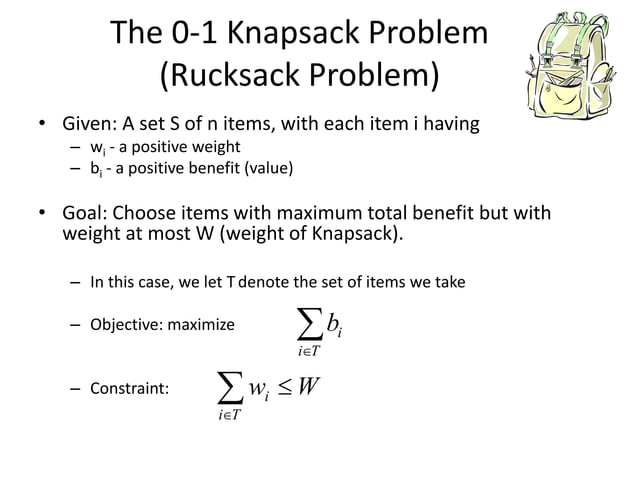 The 0-1 Knapsack Problem
(Rucksack Problem)
• Given: A set S of n items, with each item i having
– wᵢ - a positive weight
– bᵢ - a positive benefit (value)
• Goal: Choose items with maximum total benefit but with
weight at most W (weight of Knapsack).
– In this case, we let T denote the set of items we take
– Objective: maximize ∑_{i∈T} bᵢ
– Constraint: ∑_{i∈T} wᵢ ≤ W